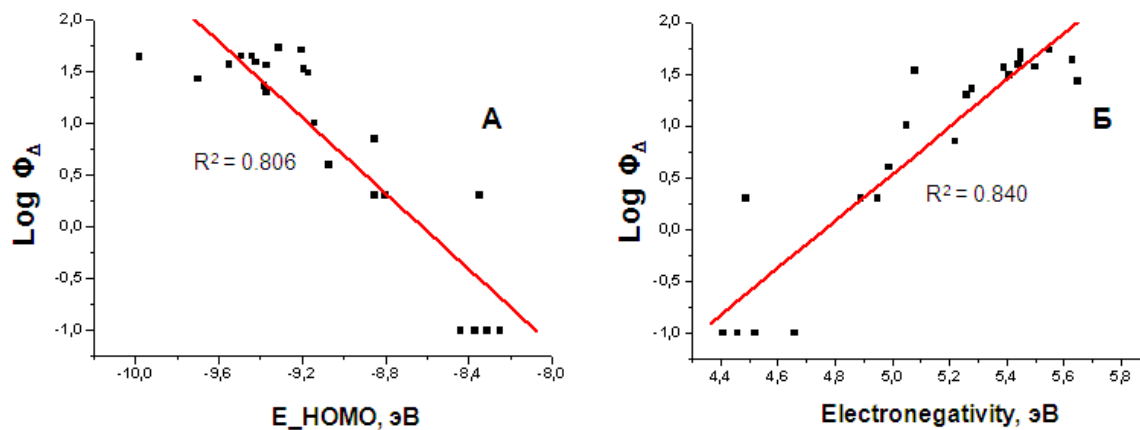 2,0
1,5
1,0
0,5
0,0
-0,5
-1,0
Log Φ_Δ
A
R² = 0.806
-10,0 -9,6 -9,2 -8,8 -8,4 -8,0
E_HOMO, эВ
2,0
1,5
1,0
0,5
0,0
-0,5
-1,0
Log Φ_Δ
Б
R² = 0.840
4,4 4,6 4,8 5,0 5,2 5,4 5,6 5,8
Electronegativity, эВ